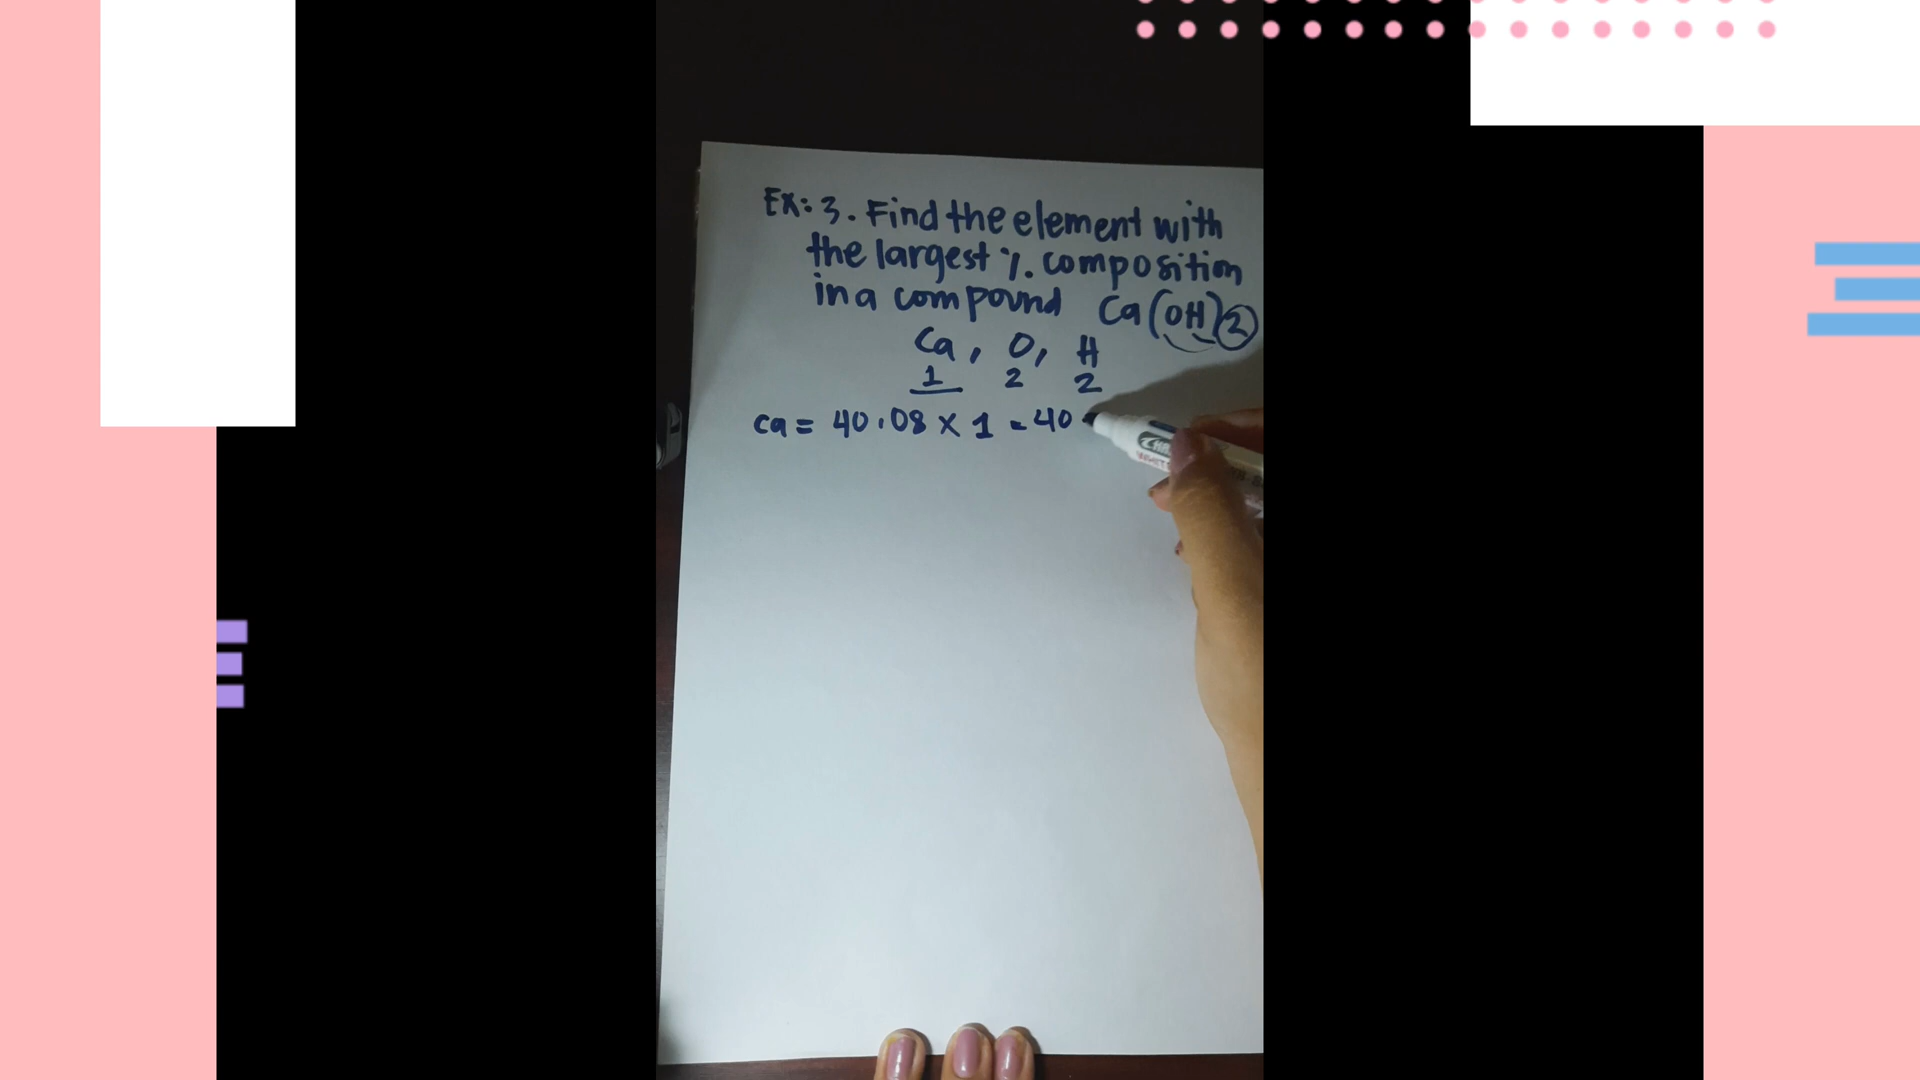 Ex: 3. Find the element with
the largest %. composition
in a compound Ca(OH)2
Ca, O, H
1 2 2
ca = 40.08 x 1 = 40